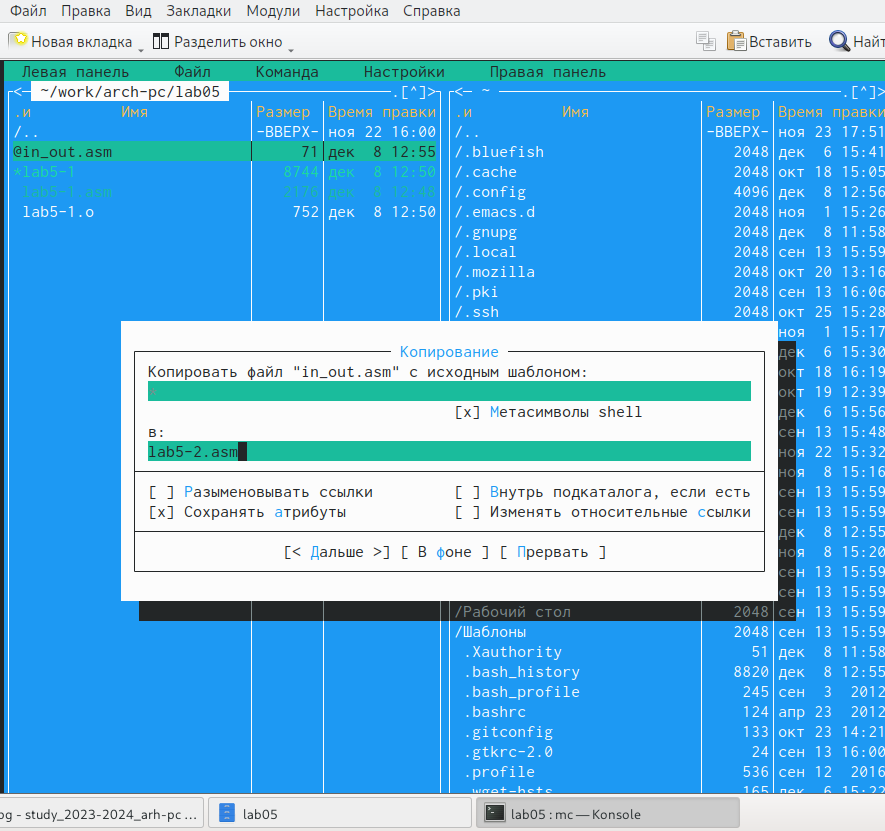 Файл Правка Вид Закладки Модули Настройка Справка
Новая вкладка Разделить окно Вставить Найт
Левая панель Файл Команда Настройки Правая панель
<─ ~/work/arch-pc/lab05 .[^]> <─ ~ .[^]>
.и Имя Размер Время правки .и Имя Размер Время правки
/.. -ВВЕРХ- ноя 22 16:00 /.. -ВВЕРХ- ноя 23 17:51
@in_out.asm 71 дек 8 12:55 /.bluefish 2048 дек 6 15:41
*lab5-1 8744 дек 8 12:50 /.cache 2048 окт 18 15:05
lab5-1.asm 2176 дек 8 12:48 /.config 4096 дек 8 12:56
lab5-1.o 752 дек 8 12:50 /.emacs.d 2048 ноя 1 15:26
/.gnupg 2048 дек 8 11:58
/.local 2048 сен 13 15:59
/.mozilla 2048 окт 20 13:16
/.pki 2048 сен 13 16:06
/.ssh 2048 окт 25 15:28
ноя 1 15:17
Копирование дек 6 15:30
Копировать файл "in_out.asm" с исходным шаблоном: окт 18 16:19
окт 19 12:39
[x] Метасимволы shell дек 6 15:56
в: сен 13 15:48
lab5-2.asm ноя 22 15:32
ноя 8 15:16
[ ] Разыменовывать ссылки [ ] Внутрь подкаталога, если есть сен 13 15:59
[x] Сохранять атрибуты [ ] Изменять относительные ссылки сен 13 15:59
дек 8 12:55
[< Дальше >] [ В фоне ] [ Прервать ] ноя 8 15:20
сен 13 15:59
сен 13 15:59
/Рабочий стол 2048 сен 13 15:59
/Шаблоны 2048 сен 13 15:59
.Xauthority 51 дек 8 11:58
.bash_history 8820 дек 8 12:55
.bash_profile 245 сен 3 2012
.bashrc 124 апр 23 2012
.gitconfig 133 окт 23 14:21
.gtkrc-2.0 24 сен 13 16:00
.profile 536 сен 12 2016
.wget-hsts 165 дек 6 15:22
og - study_2023-2024_arh-pc ... lab05 lab05 : mc — Konsole